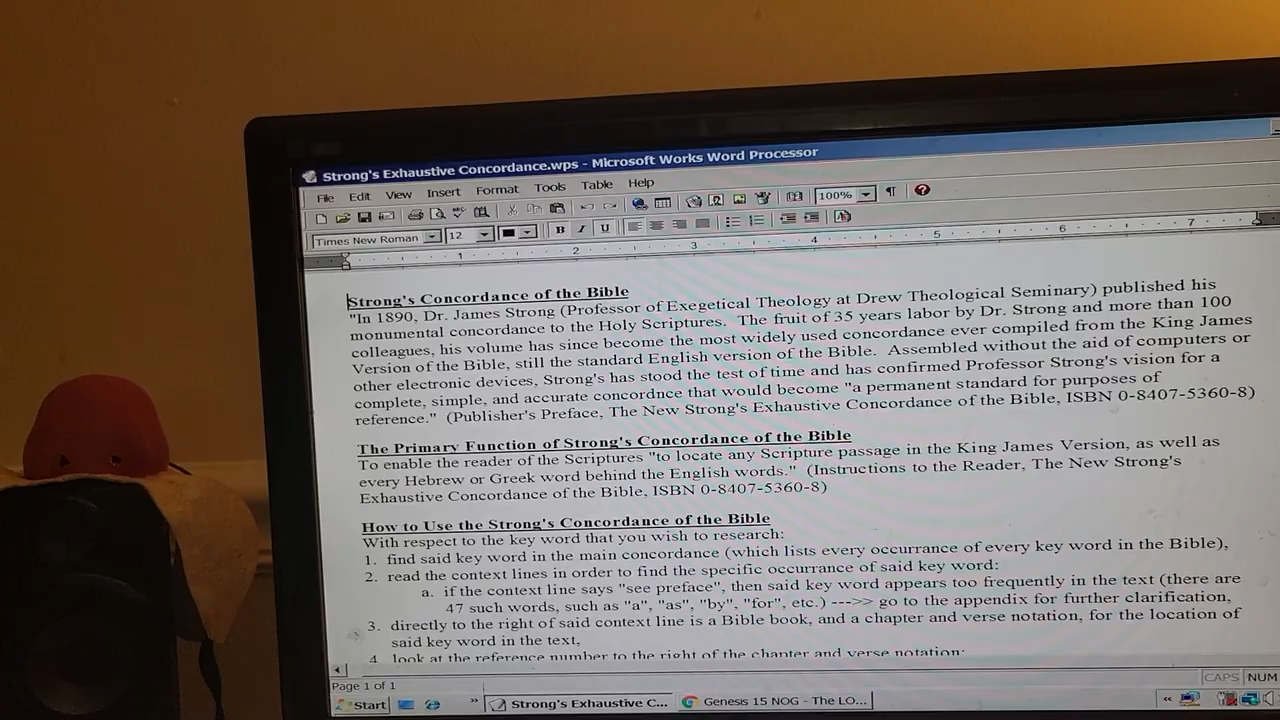 Strong's Exhaustive Concordance.wps - Microsoft Works Word Processor
File Edit View Insert Format Tools Table Help
100%
Times New Roman 12 B I U
1 2 3 4 5 6 7
Strong's Concordance of the Bible
"In 1890, Dr. James Strong (Professor of Exegetical Theology at Drew Theological Seminary) published his
monumental concordance to the Holy Scriptures. The fruit of 35 years labor by Dr. Strong and more than 100
colleagues, his volume has since become the most widely used concordance ever compiled from the King James
Version of the Bible, still the standard English version of the Bible. Assembled without the aid of computers or
other electronic devices, Strong's has stood the test of time and has confirmed Professor Strong's vision for a
complete, simple, and accurate concordnce that would become "a permanent standard for purposes of
reference." (Publisher's Preface, The New Strong's Exhaustive Concordance of the Bible, ISBN 0-8407-5360-8)
The Primary Function of Strong's Concordance of the Bible
To enable the reader of the Scriptures "to locate any Scripture passage in the King James Version, as well as
every Hebrew or Greek word behind the English words." (Instructions to the Reader, The New Strong's
Exhaustive Concordance of the Bible, ISBN 0-8407-5360-8)
How to Use the Strong's Concordance of the Bible
With respect to the key word that you wish to research:
1. find said key word in the main concordance (which lists every occurrance of every key word in the Bible),
2. read the context lines in order to find the specific occurrance of said key word:
a. if the context line says "see preface", then said key word appears too frequently in the text (there are
47 such words, such as "a", "as", "by", "for", etc.) --->> go to the appendix for further clarification,
3. directly to the right of said context line is a Bible book, and a chapter and verse notation, for the location of
said key word in the text,
4. look at the reference number to the right of the chapter and verse notation:
Page 1 of 1 CAPS NUM
Start » Strong's Exhaustive C... Genesis 15 NOG - The LO... «